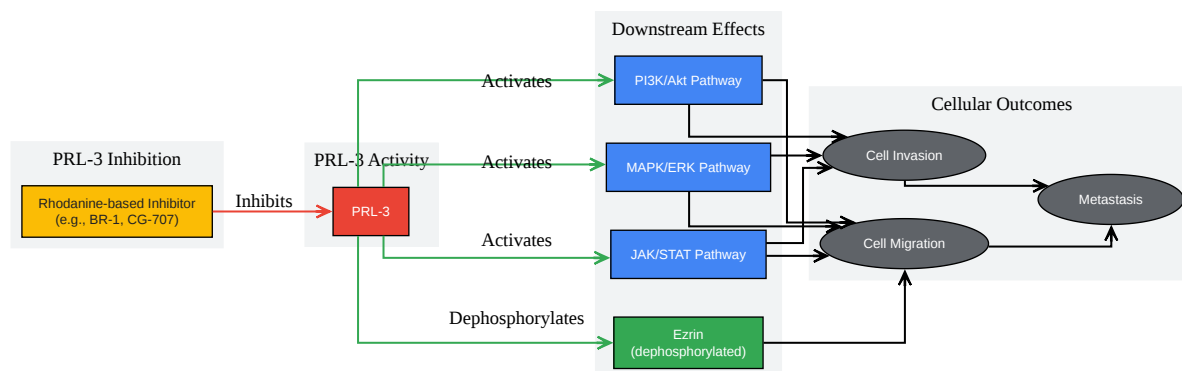 Downstream Effects
Activates
PI3K/Akt Pathway
Cellular Outcomes
PRL-3 Inhibition
PRL-3 Activity
Activates
MAPK/ERK Pathway
Cell Invasion
Rhodanine-based Inhibitor
(e.g., BR-1, CG-707)
Inhibits
PRL-3
Metastasis
Activates
JAK/STAT Pathway
Cell Migration
Dephosphorylates
Ezrin
(dephosphorylated)